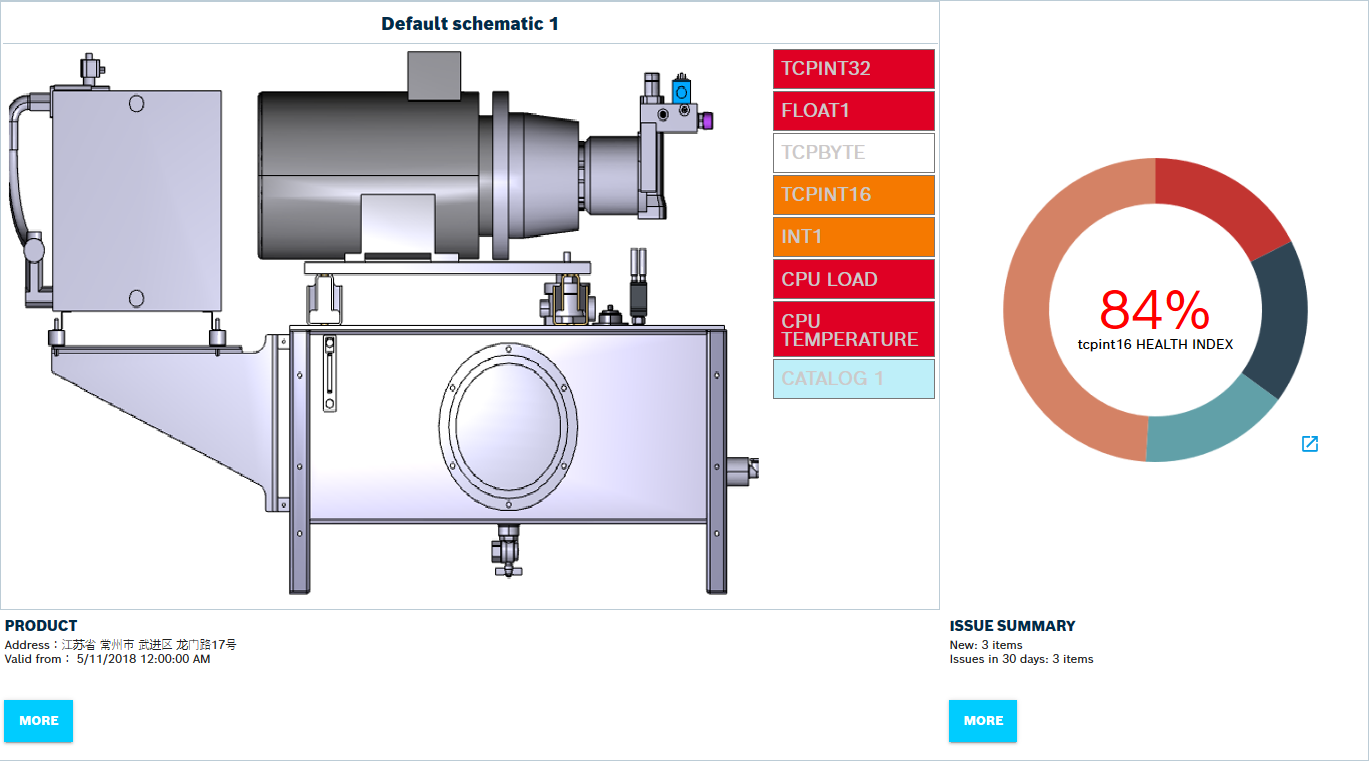 Default schematic 1
TCPINT32
FLOAT1
TCPBYTE
TCPINT16
INT1
CPU LOAD
CPU
TEMPERATURE
CATALOG 1
84%
tcpint16 HEALTH INDEX
PRODUCT
Address：江苏省 常州市 武进区 龙门路17号
Valid from： 5/11/2018 12:00:00 AM
MORE
ISSUE SUMMARY
New: 3 items
Issues in 30 days: 3 items
MORE